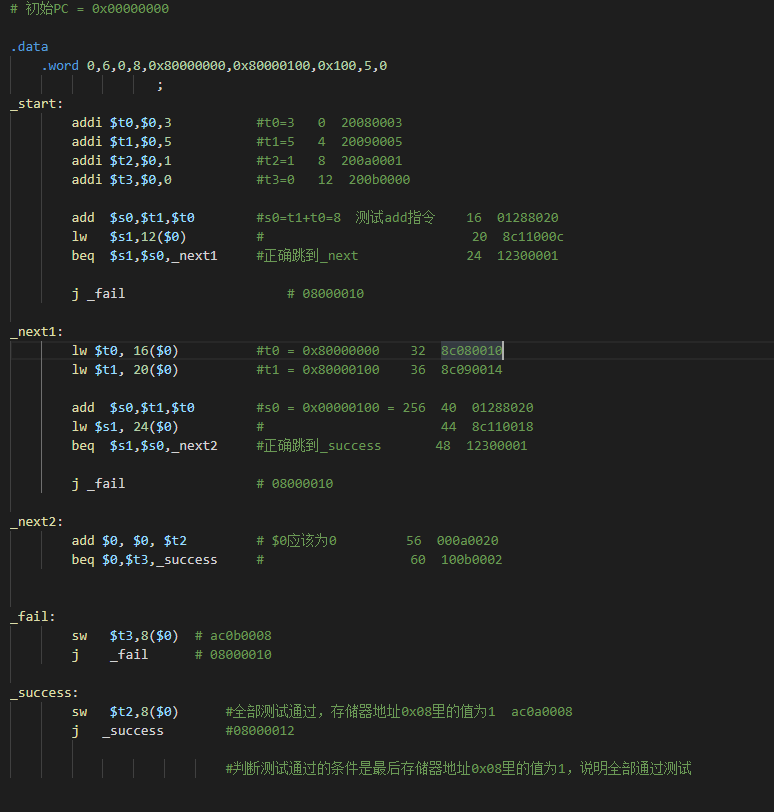 # 初始PC = 0x00000000
.data
.word 0,6,0,8,0x80000000,0x80000100,0x100,5,0
;
_start:
addi $t0,$0,3 #t0=3 0 20080003
addi $t1,$0,5 #t1=5 4 20090005
addi $t2,$0,1 #t2=1 8 200a0001
addi $t3,$0,0 #t3=0 12 200b0000
add $s0,$t1,$t0 #s0=t1+t0=8 测试add指令 16 01288020
lw $s1,12($0) # 20 8c11000c
beq $s1,$s0,_next1 #正确跳到_next 24 12300001
j _fail # 08000010
_next1:
lw $t0, 16($0) #t0 = 0x80000000 32 8c080010
lw $t1, 20($0) #t1 = 0x80000100 36 8c090014
add $s0,$t1,$t0 #s0 = 0x00000100 = 256 40 01288020
lw $s1, 24($0) # 44 8c110018
beq $s1,$s0,_next2 #正确跳到_success 48 12300001
j _fail # 08000010
_next2:
add $0, $0, $t2 # $0应该为0 56 000a0020
beq $0,$t3,_success # 60 100b0002
_fail:
sw $t3,8($0) # ac0b0008
j _fail # 08000010
_success:
sw $t2,8($0) #全部测试通过，存储器地址0x08里的值为1 ac0a0008
j _success #08000012
#判断测试通过的条件是最后存储器地址0x08里的值为1，说明全部通过测试